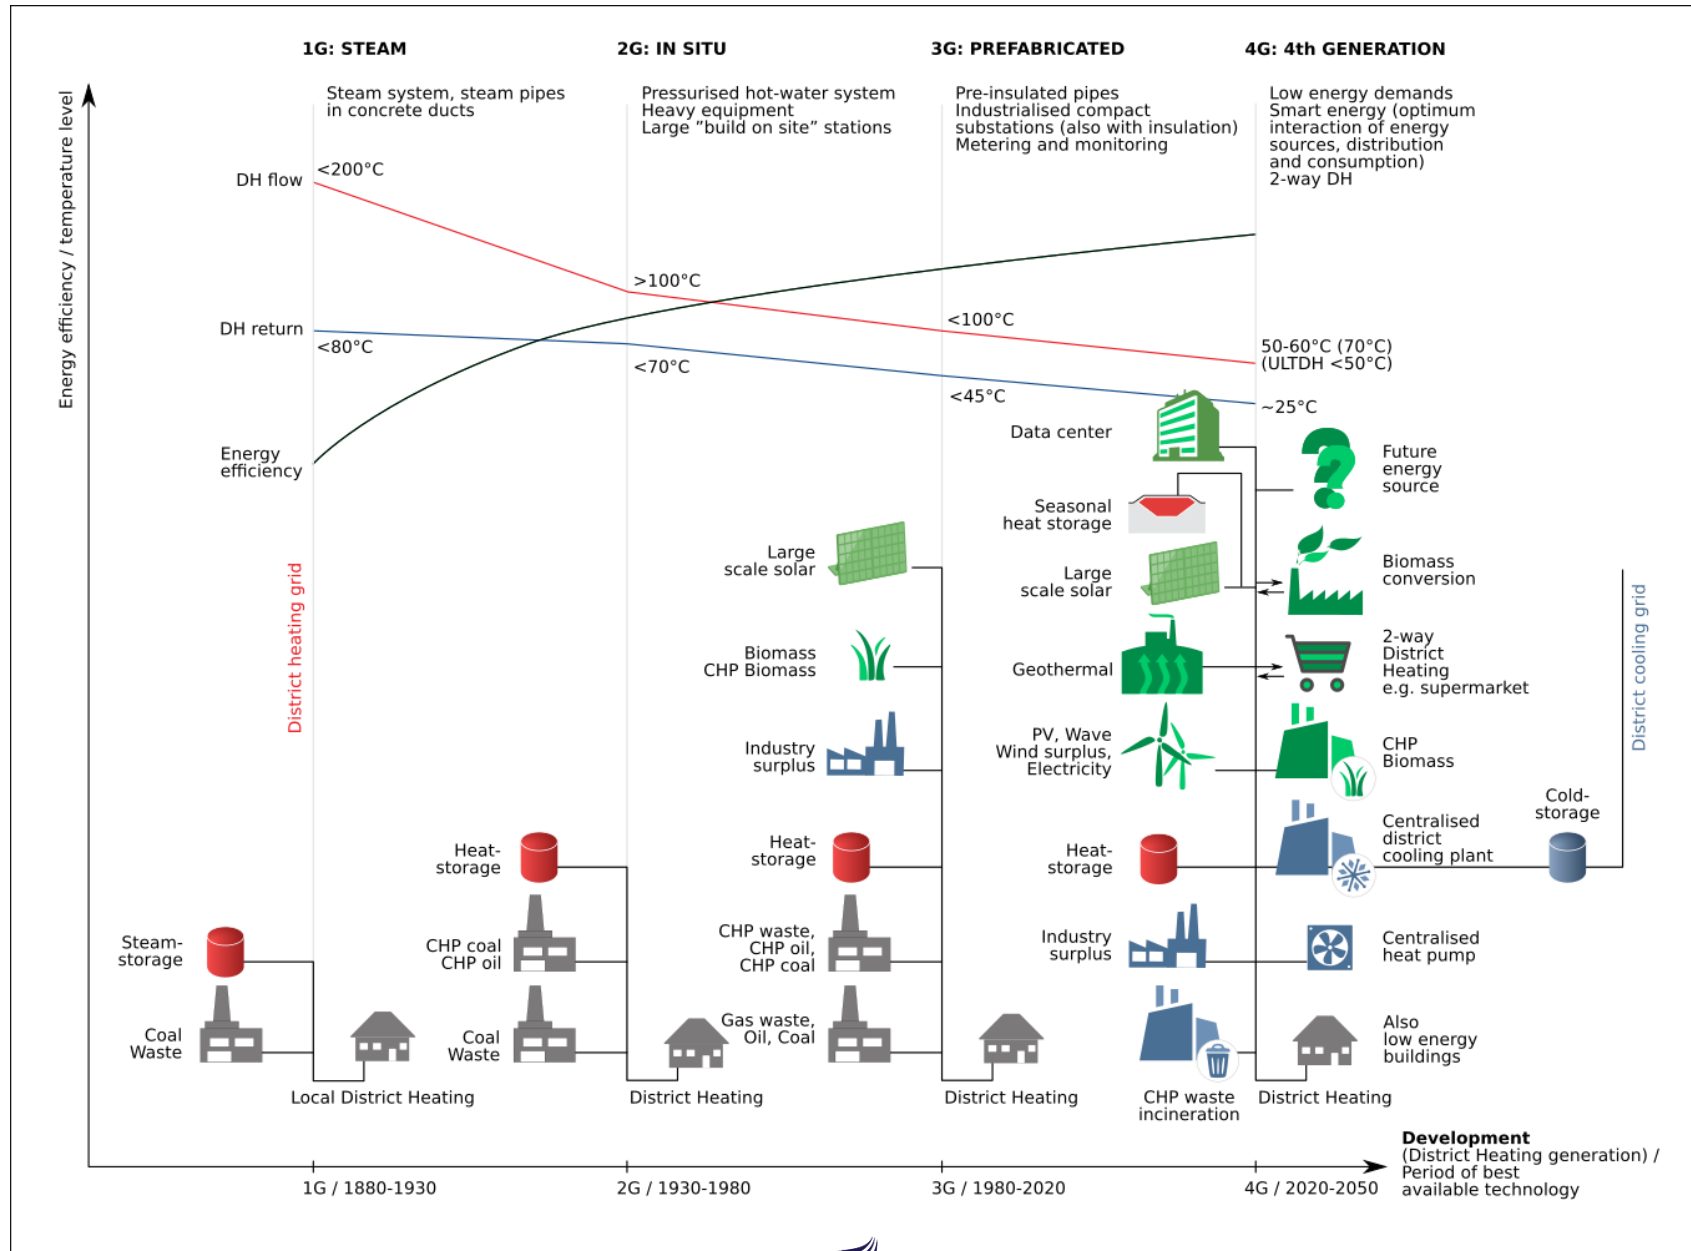 1G: STEAM
2G: IN SITU
3G: PREFABRICATED
4G: 4th GENERATION
Steam system, steam pipes
in concrete ducts
Pressurised hot-water system
Heavy equipment
Large ”build on site” stations
Pre-insulated pipes
Industrialised compact
substations (also with insulation)
Metering and monitoring
Low energy demands
Smart energy (optimum
interaction of energy
sources, distribution
and consumption)
2-way DH
Energy efficiency / temperature level
DH flow
<200°C
>100°C
<100°C
50-60°C (70°C)
(ULTDH <50°C)
DH return
<80°C
<70°C
<45°C
~25°C
Energy
efficiency
District heating grid
Steam-
storage
Coal
Waste
Local District Heating
Heat-
storage
CHP coal
CHP oil
Coal
Waste
District Heating
Large
scale solar
Biomass
CHP Biomass
Industry
surplus
Heat-
storage
CHP waste,
CHP oil,
CHP coal
Gas waste,
Oil, Coal
District Heating
Data center
Seasonal
heat storage
Large
scale solar
Geothermal
PV, Wave
Wind surplus,
Electricity
Heat-
storage
Industry
surplus
CHP waste
incineration
District Heating
Future
energy
source
Biomass
conversion
2-way
District
Heating
e.g. supermarket
CHP
Biomass
Centralised
district
cooling plant
Centralised
heat pump
Also
low energy
buildings
Cold-
storage
District cooling grid
Development
(District Heating generation) /
Period of best
available technology
1G / 1880-1930
2G / 1930-1980
3G / 1980-2020
4G / 2020-2050